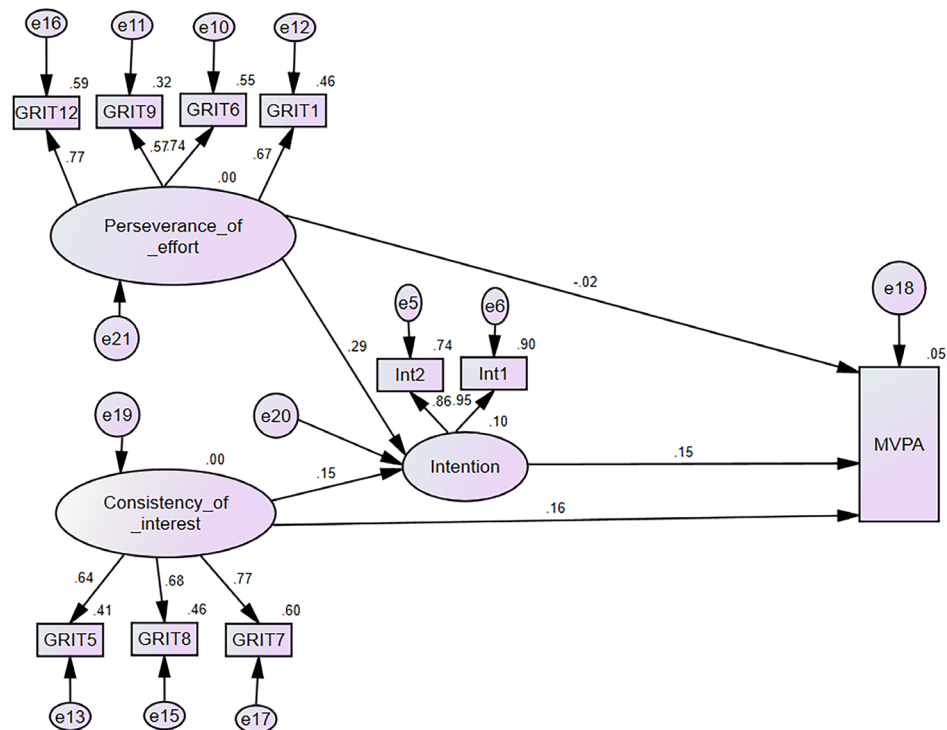 e16
e11
e10
e12
.59
.32
.55
.46
GRIT12
GRIT9
GRIT6
GRIT1
.77
.57
.74
.67
.00
Perseverance_of
_effort
e21
-.02
e18
.05
MVPA
.29
e5
e6
.74
.90
Int2
Int1
.86
.95
.10
e19
e20
Intention
.15
.00
.15
Consistency_of
_interest
.16
.64
.68
.77
.41
.46
.60
GRIT5
GRIT8
GRIT7
e13
e15
e17